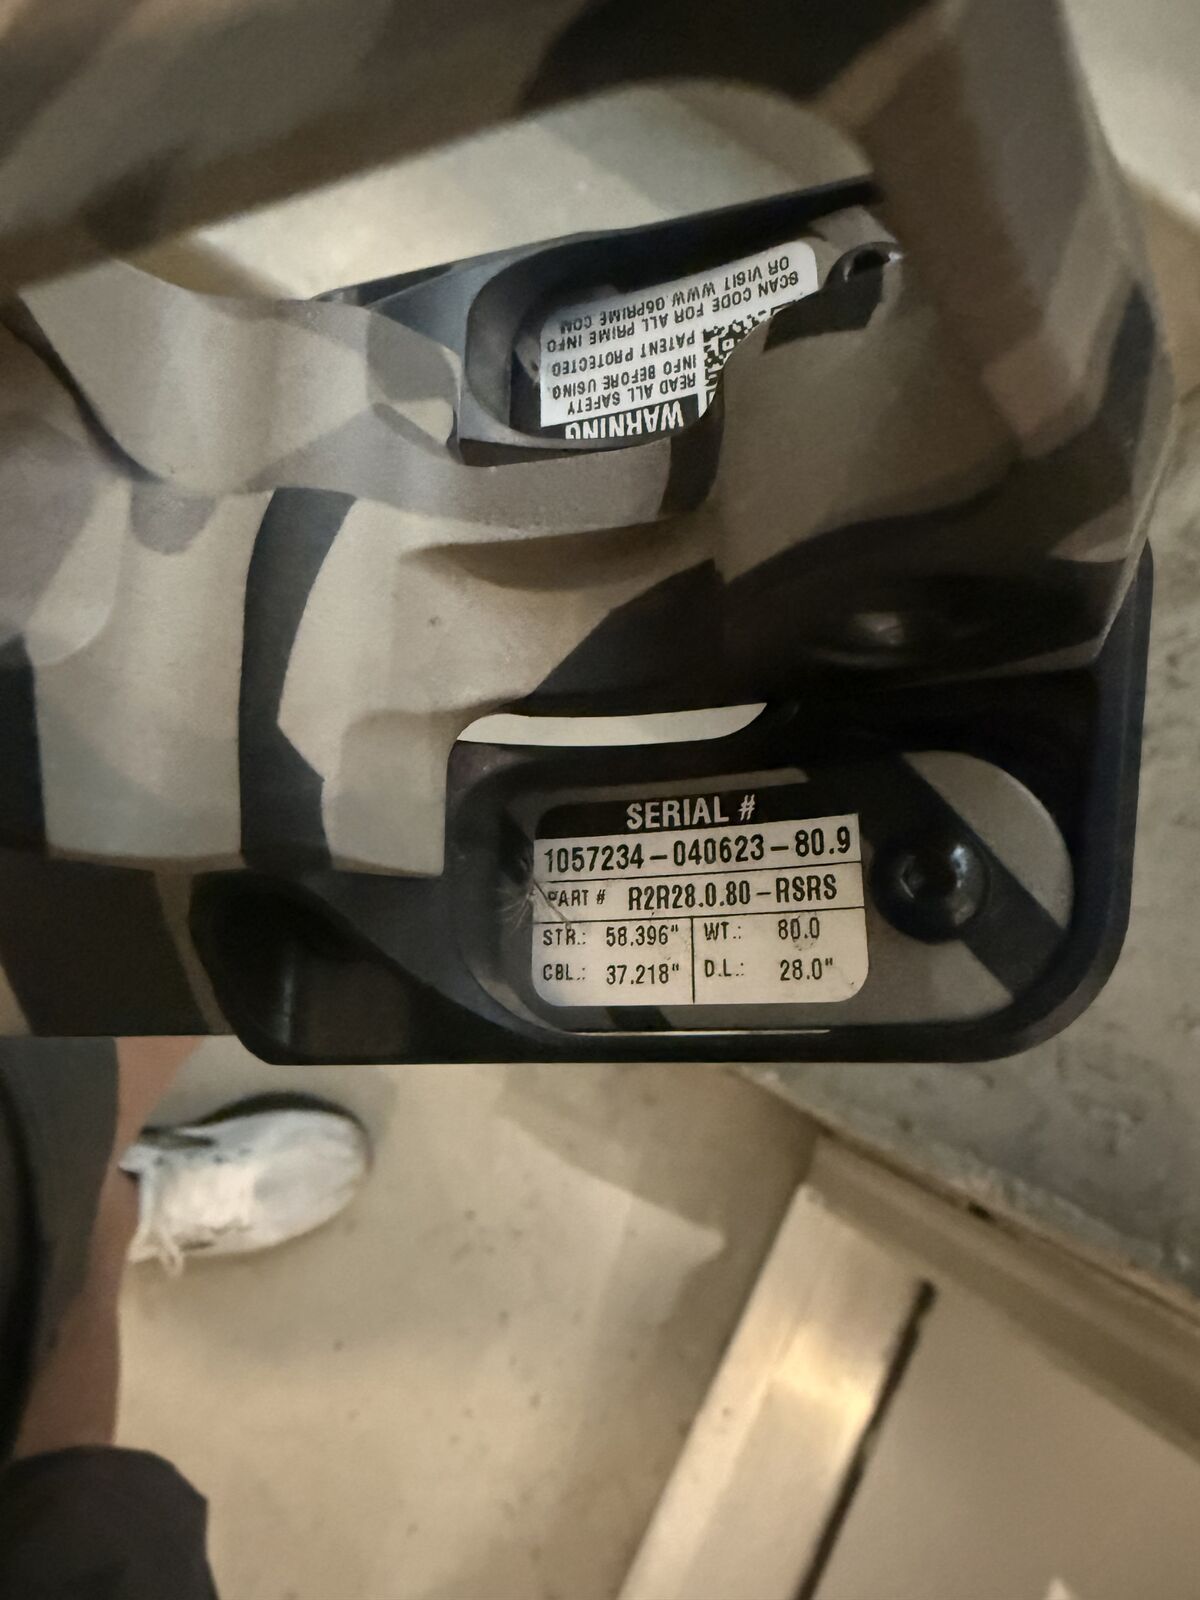 WARNING
READ ALL SAFETY
INFO BEFORE USING.
PATENT PROTECTED.
SCAN CODE FOR ALL PRIME INFO
OR VISIT WWW.G5PRIME.COM
SERIAL #
1057234-040623-80.9
PART # R2R28.0.80-RSRS
STR.: 58.396" WT.: 80.0
CBL.: 37.218" D.L.: 28.0"